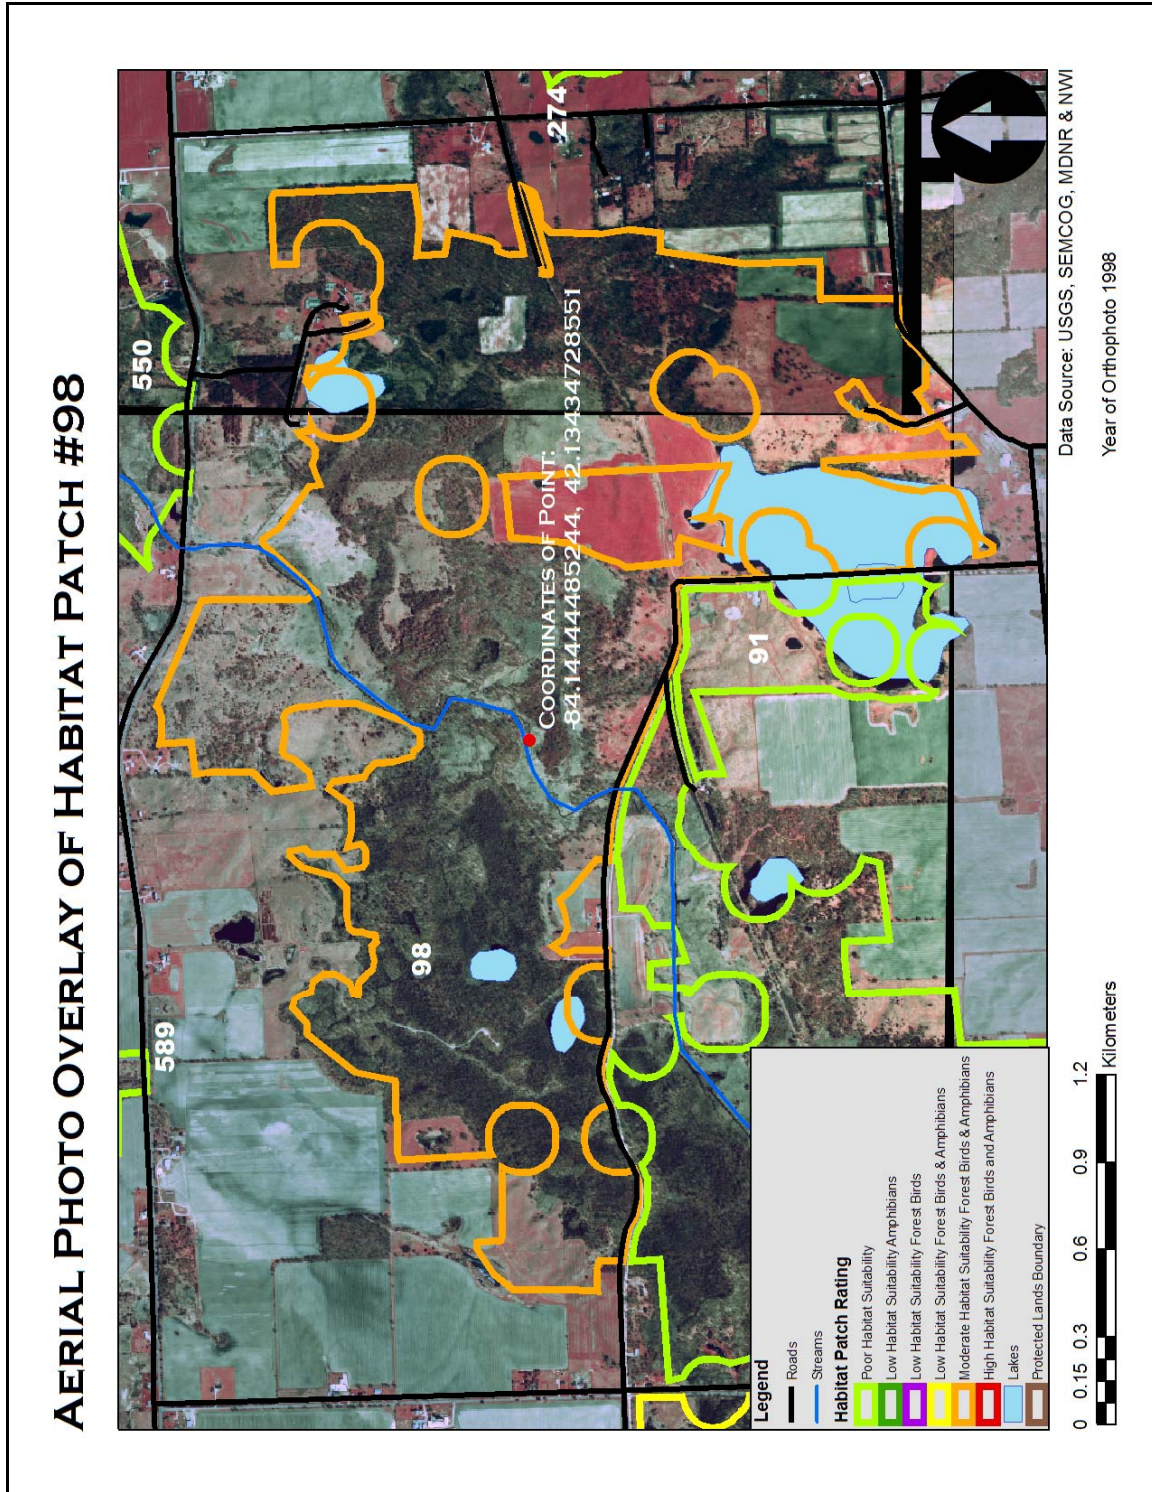 AERIAL PHOTO OVERLAY OF HABITAT PATCH #98
589
550
98
274
91
COORDINATES OF POINT:
-84.14444485244, 42.1343434728551
Legend
Roads
Streams
Habitat Patch Rating
Poor Habitat Suitability
Low Habitat Suitability Amphibians
Low Habitat Suitability Forest Birds
Low Habitat Suitability Forest Birds & Amphibians
Moderate Habitat Suitability Forest Birds & Amphibians
High Habitat Suitability Forest Birds and Amphibians
Lakes
Protected Lands Boundary
0 0.15 0.3 0.6 0.9 1.2
Kilometers
Data Source: USGS, SEMCOG, MDNR & NWI
Year of Orthophoto 1998